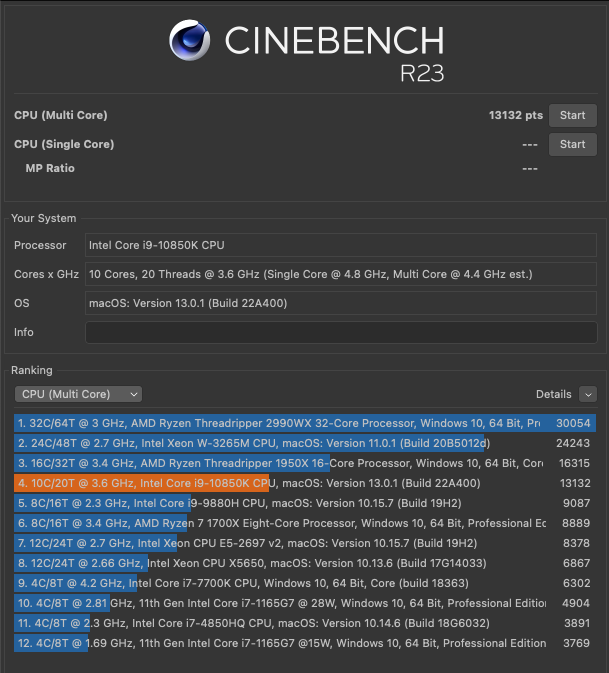 CINEBENCH
R23
CPU (Multi Core) 13132 pts Start
CPU (Single Core) --- Start
MP Ratio ---
Your System
Processor Intel Core i9-10850K CPU
Cores x GHz 10 Cores, 20 Threads @ 3.6 GHz (Single Core @ 4.8 GHz, Multi Core @ 4.4 GHz est.)
OS macOS: Version 13.0.1 (Build 22A400)
Info
Ranking
CPU (Multi Core) Details
1. 32C/64T @ 3 GHz, AMD Ryzen Threadripper 2990WX 32-Core Processor, Windows 10, 64 Bit, Pr 30054
2. 24C/48T @ 2.7 GHz, Intel Xeon W-3265M CPU, macOS: Version 11.0.1 (Build 20B5012d) 24243
3. 16C/32T @ 3.4 GHz, AMD Ryzen Threadripper 1950X 16-Core Processor, Windows 10, 64 Bit, Cor 16315
4. 10C/20T @ 3.6 GHz, Intel Core i9-10850K CPU, macOS: Version 13.0.1 (Build 22A400) 13132
5. 8C/16T @ 2.3 GHz, Intel Core i9-9880H CPU, macOS: Version 10.15.7 (Build 19H2) 9087
6. 8C/16T @ 3.4 GHz, AMD Ryzen 7 1700X Eight-Core Processor, Windows 10, 64 Bit, Professional Ec 8889
7. 12C/24T @ 2.7 GHz, Intel Xeon CPU E5-2697 v2, macOS: Version 10.15.7 (Build 19H2) 8378
8. 12C/24T @ 2.66 GHz, Intel Xeon CPU X5650, macOS: Version 10.13.6 (Build 17G14033) 6867
9. 4C/8T @ 4.2 GHz, Intel Core i7-7700K CPU, Windows 10, 64 Bit, Core (build 18363) 6302
10. 4C/8T @ 2.81 GHz, 11th Gen Intel Core i7-1165G7 @ 28W, Windows 10, 64 Bit, Professional Editio 4904
11. 4C/8T @ 2.3 GHz, Intel Core i7-4850HQ CPU, macOS: Version 10.14.6 (Build 18G6032) 3891
12. 4C/8T @ 1.69 GHz, 11th Gen Intel Core i7-1165G7 @15W, Windows 10, 64 Bit, Professional Edition 3769